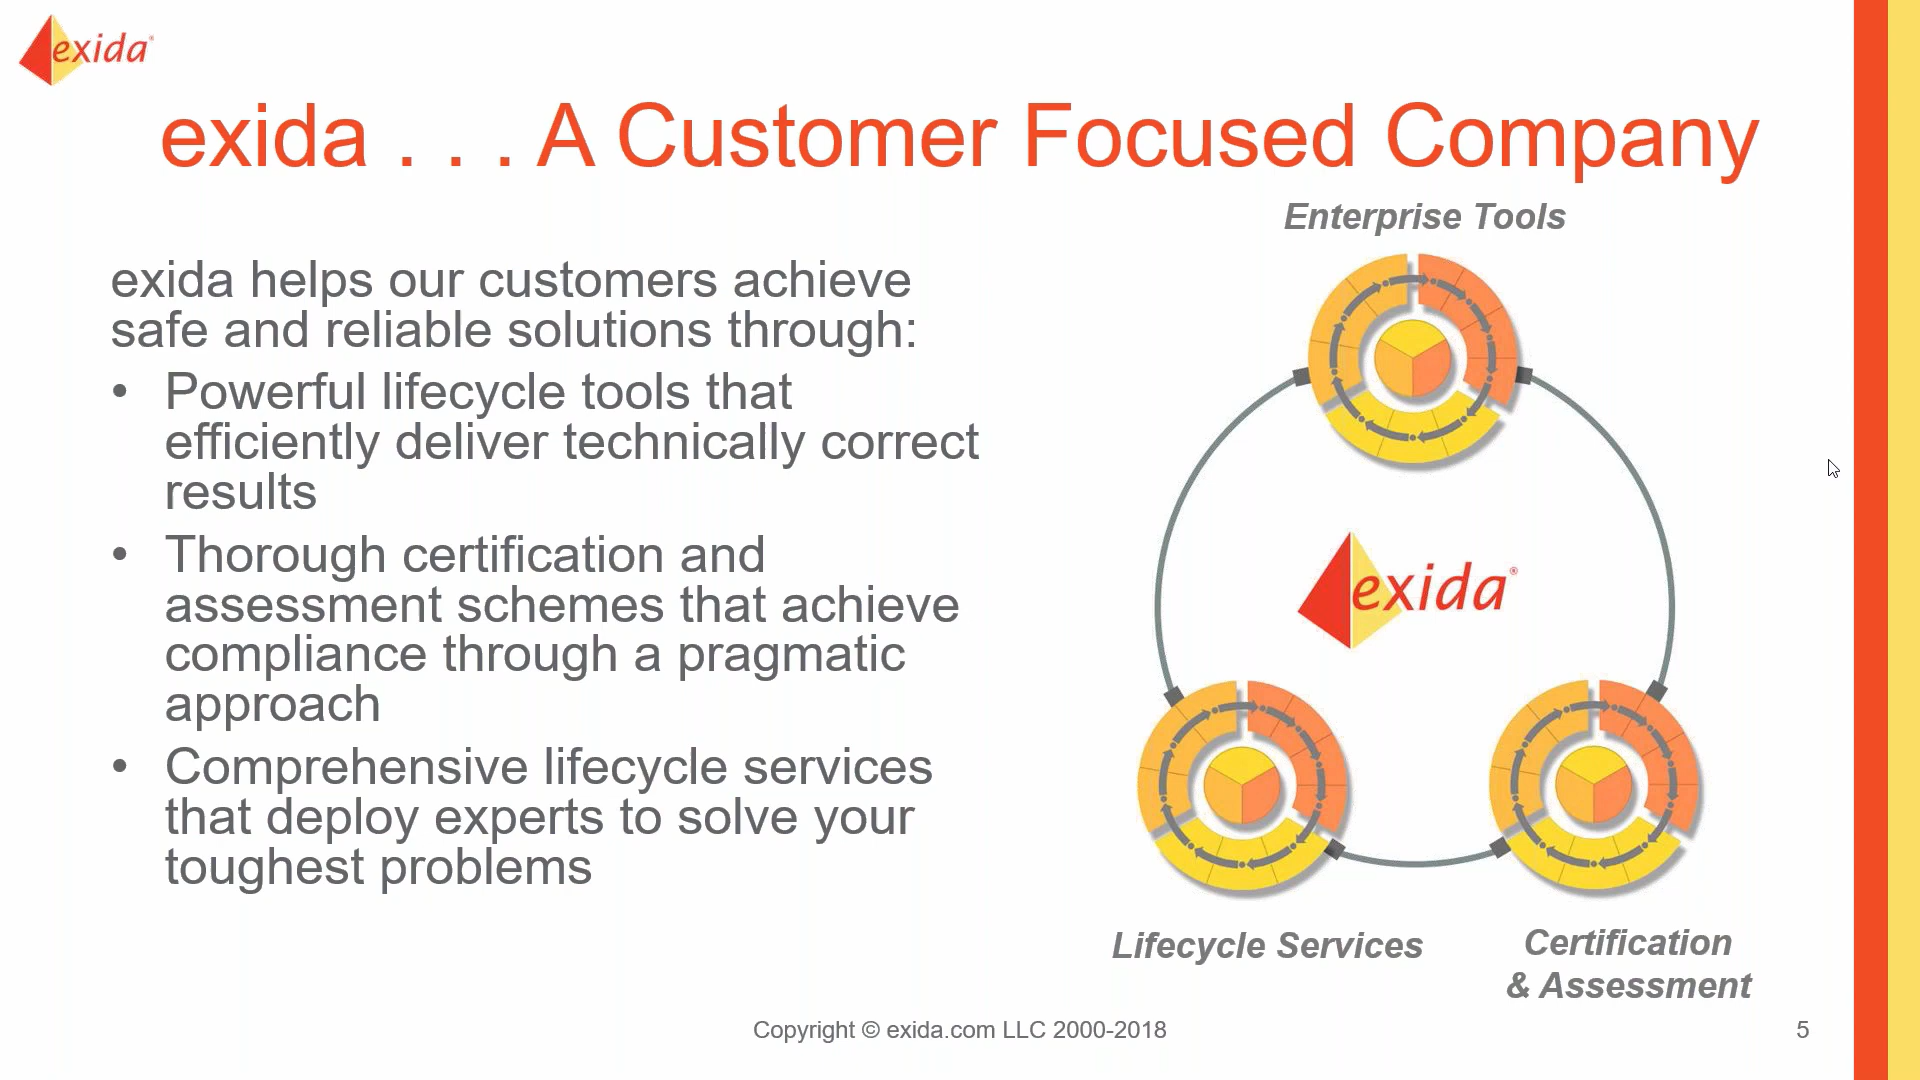 exida®
exida . . . A Customer Focused Company
exida helps our customers achieve
safe and reliable solutions through:
• Powerful lifecycle tools that
efficiently deliver technically correct
results
• Thorough certification and
assessment schemes that achieve
compliance through a pragmatic
approach
• Comprehensive lifecycle services
that deploy experts to solve your
toughest problems
Enterprise Tools
exida®
Lifecycle Services
Certification
& Assessment
Copyright © exida.com LLC 2000-2018
5